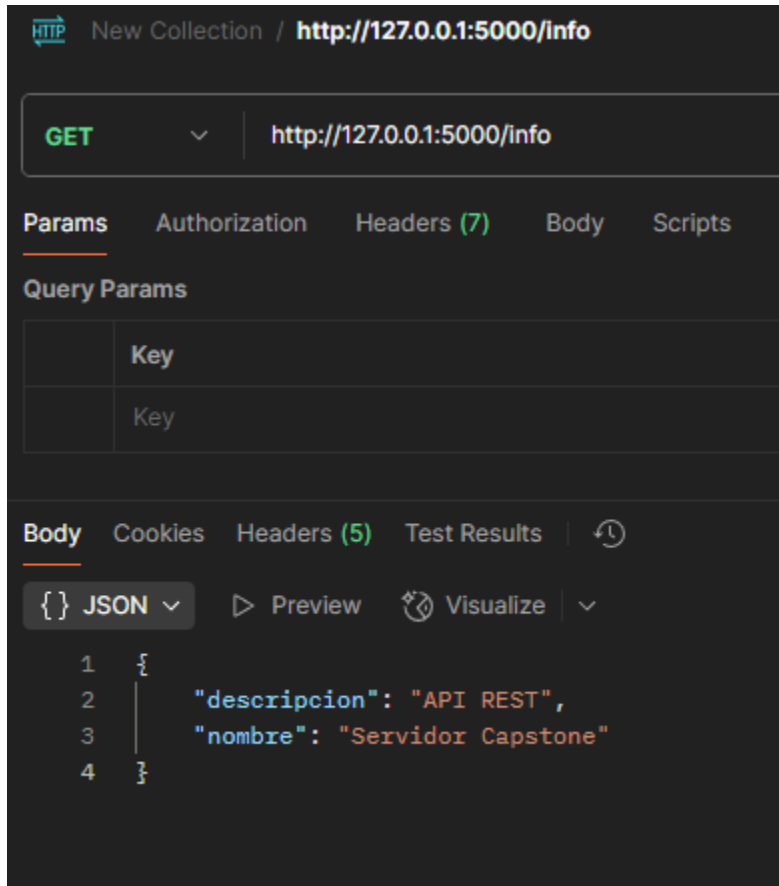 HTTP New Collection / http://127.0.0.1:5000/info
GET http://127.0.0.1:5000/info
Params Authorization Headers (7) Body Scripts
Query Params
Key
Key
Body Cookies Headers (5) Test Results
{} JSON Preview Visualize
1 {
2 "descripcion": "API REST",
3 "nombre": "Servidor Capstone"
4 }